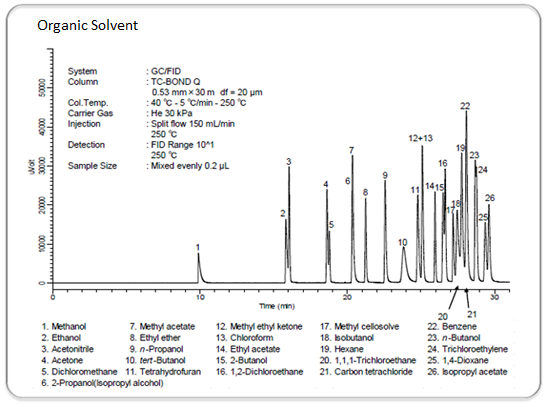 Organic Solvent
System : GC/FID
Column : TC-BOND Q
0.53 mm × 30 m df = 20 μm
Col.Temp. : 40 °C - 5 °C/min - 250 °C
Carrier Gas : He 30 kPa
Injection : Split flow 150 mL/min
250 °C
Detection : FID Range 10^1
250 °C
Sample Size : Mixed evenly 0.2 μL
uVolt
50000
40000
30000
20000
10000
0
1
2
3
4
5
6
7
8
9
10
11
12+13
14
15
16
17
18
19
22
23
24
25
26
0 10 20 30
Time (min)
20
21
1. Methanol 7. Methyl acetate 12. Methyl ethyl ketone 17. Methyl cellosolve 22. Benzene
2. Ethanol 8. Ethyl ether 13. Chloroform 18. Isobutanol 23. n-Butanol
3. Acetonitrile 9. n-Propanol 14. Ethyl acetate 19. Hexane 24. Trichloroethylene
4. Acetone 10. tert-Butanol 15. 2-Butanol 20. 1,1,1-Trichloroethane 25. 1,4-Dioxane
5. Dichloromethane 11. Tetrahydrofuran 16. 1,2-Dichloroethane 21. Carbon tetrachloride 26. Isopropyl acetate
6. 2-Propanol(Isopropyl alcohol)